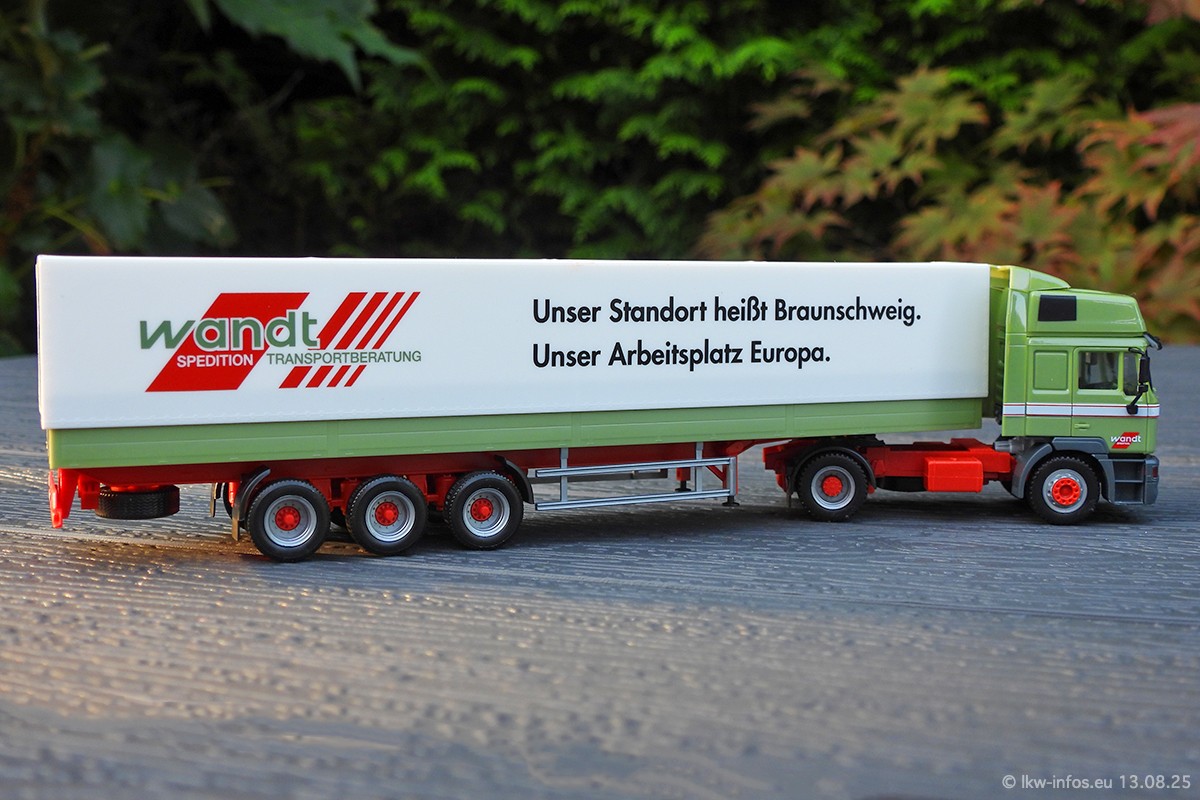 wandt
SPEDITION TRANSPORTBERATUNG
Unser Standort heißt Braunschweig.
Unser Arbeitsplatz Europa.
wandt
© lkw-infos.eu 13.08.25